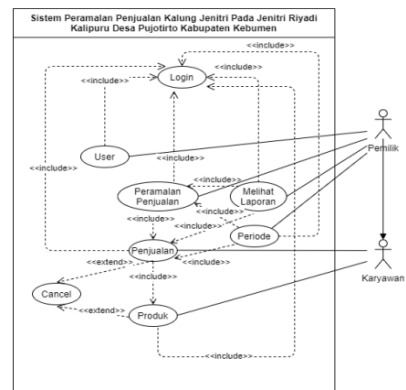 Sistem Peramalan Penjualan Kalung Jenitri Pada Jenitri Riyadi
Kalipuru Desa Pujotirto Kabupaten Kebumen
<<include>>
<<include>>
Login
<<include>>
<<include>>
User
<<include>>
<<include>>
Pemilik
Peramalan
Penjualan
<<include>>
Melihat
Laporan
<<include>>
<<include>>
Periode
Penjualan
<<include>>
<<extend>>
<<include>>
Karyawan
Cancel
<<extend>>
Produk
<<include>>